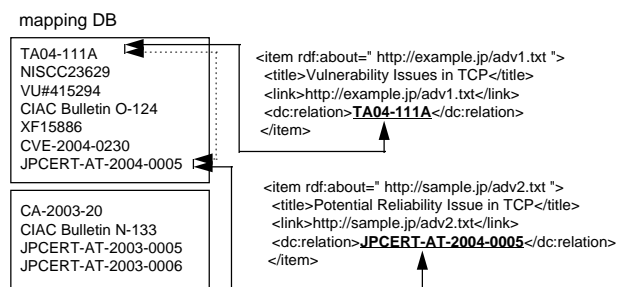 mapping DB
TA04-111A
NISCC23629
VU#415294
CIAC Bulletin O-124
XF15886
CVE-2004-0230
JPCERT-AT-2004-0005
CA-2003-20
CIAC Bulletin N-133
JPCERT-AT-2003-0005
JPCERT-AT-2003-0006
<item rdf:about=" http://example.jp/adv1.txt ">
<title>Vulnerability Issues in TCP</title>
<link>http://example.jp/adv1.txt</link>
<dc:relation>TA04-111A</dc:relation>
</item>
<item rdf:about=" http://sample.jp/adv2.txt ">
<title>Potential Reliability Issue in TCP</title>
<link>http://sample.jp/adv2.txt</link>
<dc:relation>JPCERT-AT-2004-0005</dc:relation>
</item>